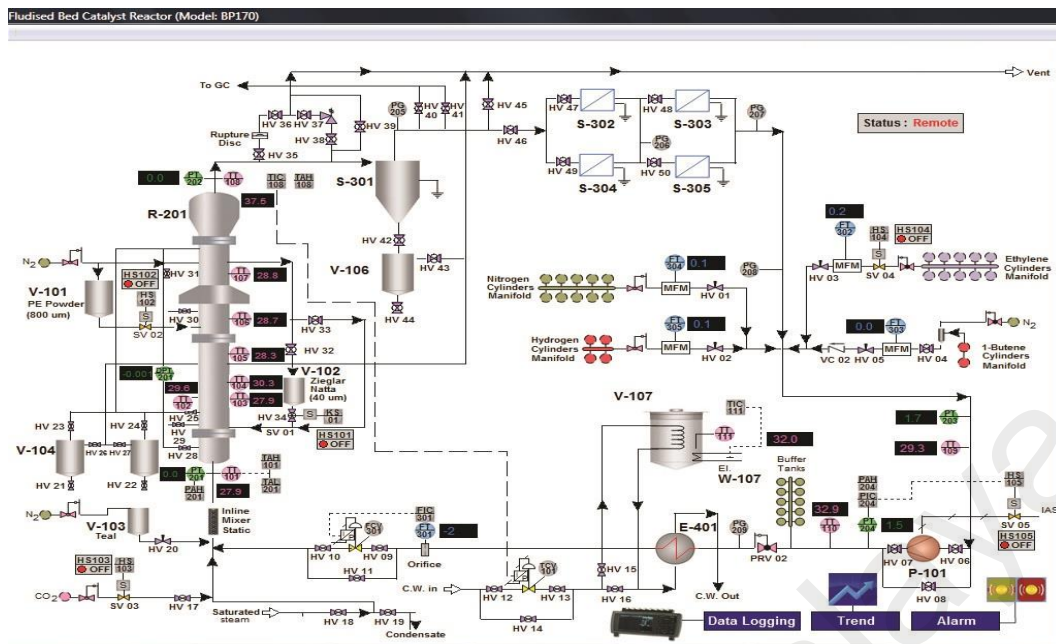 Fludised Bed Catalyst Reactor (Model: BP170)
Vent
To GC
HV 36
HV 37
HV 38
HV 39
PG 205
HV 40
HV 41
HV 45
HV 46
HV 47
S-302
HV 48
S-303
PG 207
PG 206
HV 49
S-304
HV 50
S-305
Status : Remote
Rupture
Disc
HV 35
0.0
PT 202
TT 108
TIC 108
TAH 108
S-301
R-201
37.5
N2
HS102
OFF
HS 102
HV 31
TT 107
28.8
V-101
PE Powder
(800 um)
S
SV 02
HV 30
TT 106
28.7
HV 33
HV 42
V-106
HV 43
HV 44
TT 105
28.3
HV 32
-0.001
DPT 201
29.6
TT 102
TT 104
30.3
TT 103
27.9
V-102
Zieglar
Natta
(40 um)
HV 34
S
KS 01
SV 01
HS101
OFF
HV 23
HV 24
HV 25
HV 29
HV 28
V-104
HV 26
HV 27
HV 21
HV 22
0.0
PT 201
TT 101
TAH 101
TAL 201
PAH 201
27.9
N2
V-103
Teal
HV 20
Inline
Mixer
Static
HS103
OFF
HS 103
S
CO2
SV 03
HV 17
Saturated
steam
HV 18
HV 19
Condensate
FIC 301
FCV 301
FT 301
-2
HV 10
HV 09
HV 11
Orifice
C.W. in
HV 12
TCV 101
HV 13
HV 14
HV 15
HV 16
E-401
C.W. Out
PG 209
PRV 02
V-107
TIC 111
TT 111
32.0
El.
W-107
Buffer
Tanks
32.9
TT 110
PT 204
1.5
PAH 204
PIC 204
HS 105
S
IAS
SV 05
HS105
OFF
HV 07
HV 06
P-101
HV 08
1.7
PT 203
29.3
TT 109
PG 208
Nitrogen
Cylinders
Manifold
FT 304
0.1
MFM
HV 01
Hydrogen
Cylinders
Manifold
FT 305
0.1
MFM
HV 02
0.2
FT 302
HS 104
HS104
OFF
S
HV 03
MFM
SV 04
Ethylene
Cylinders
Manifold
0.0
FT 303
N2
VC 02
HV 05
MFM
HV 04
1-Butene
Cylinders
Manifold
Data Logging
Trend
Alarm